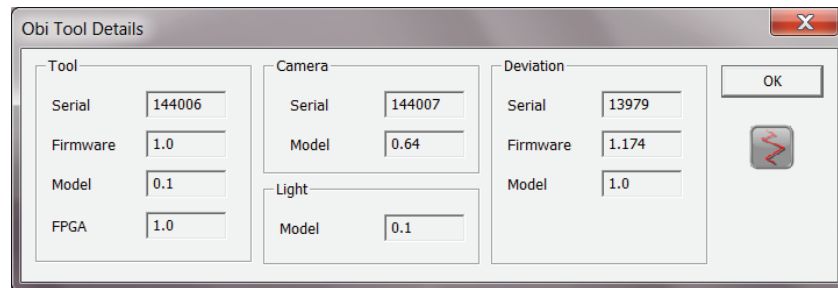 Obi Tool Details
Tool
Serial 144006
Firmware 1.0
Model 0.1
FPGA 1.0
Camera
Serial 144007
Model 0.64
Light
Model 0.1
Deviation
Serial 13979
Firmware 1.174
Model 1.0
OK